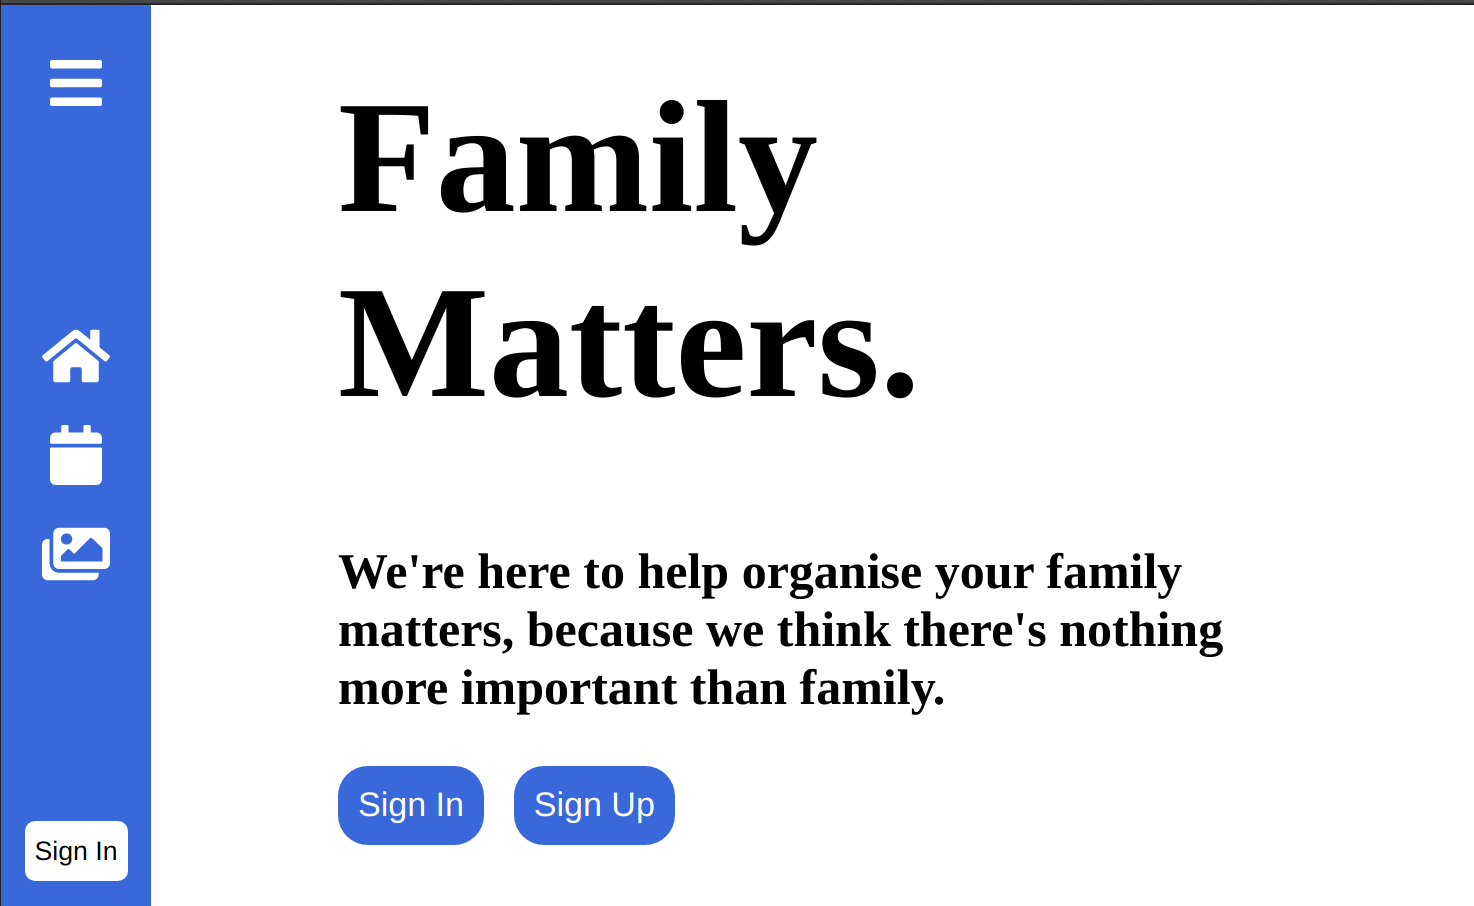 Family
Matters.
We're here to help organise your family
matters, because we think there's nothing
more important than family.
Sign In
Sign Up
Sign In